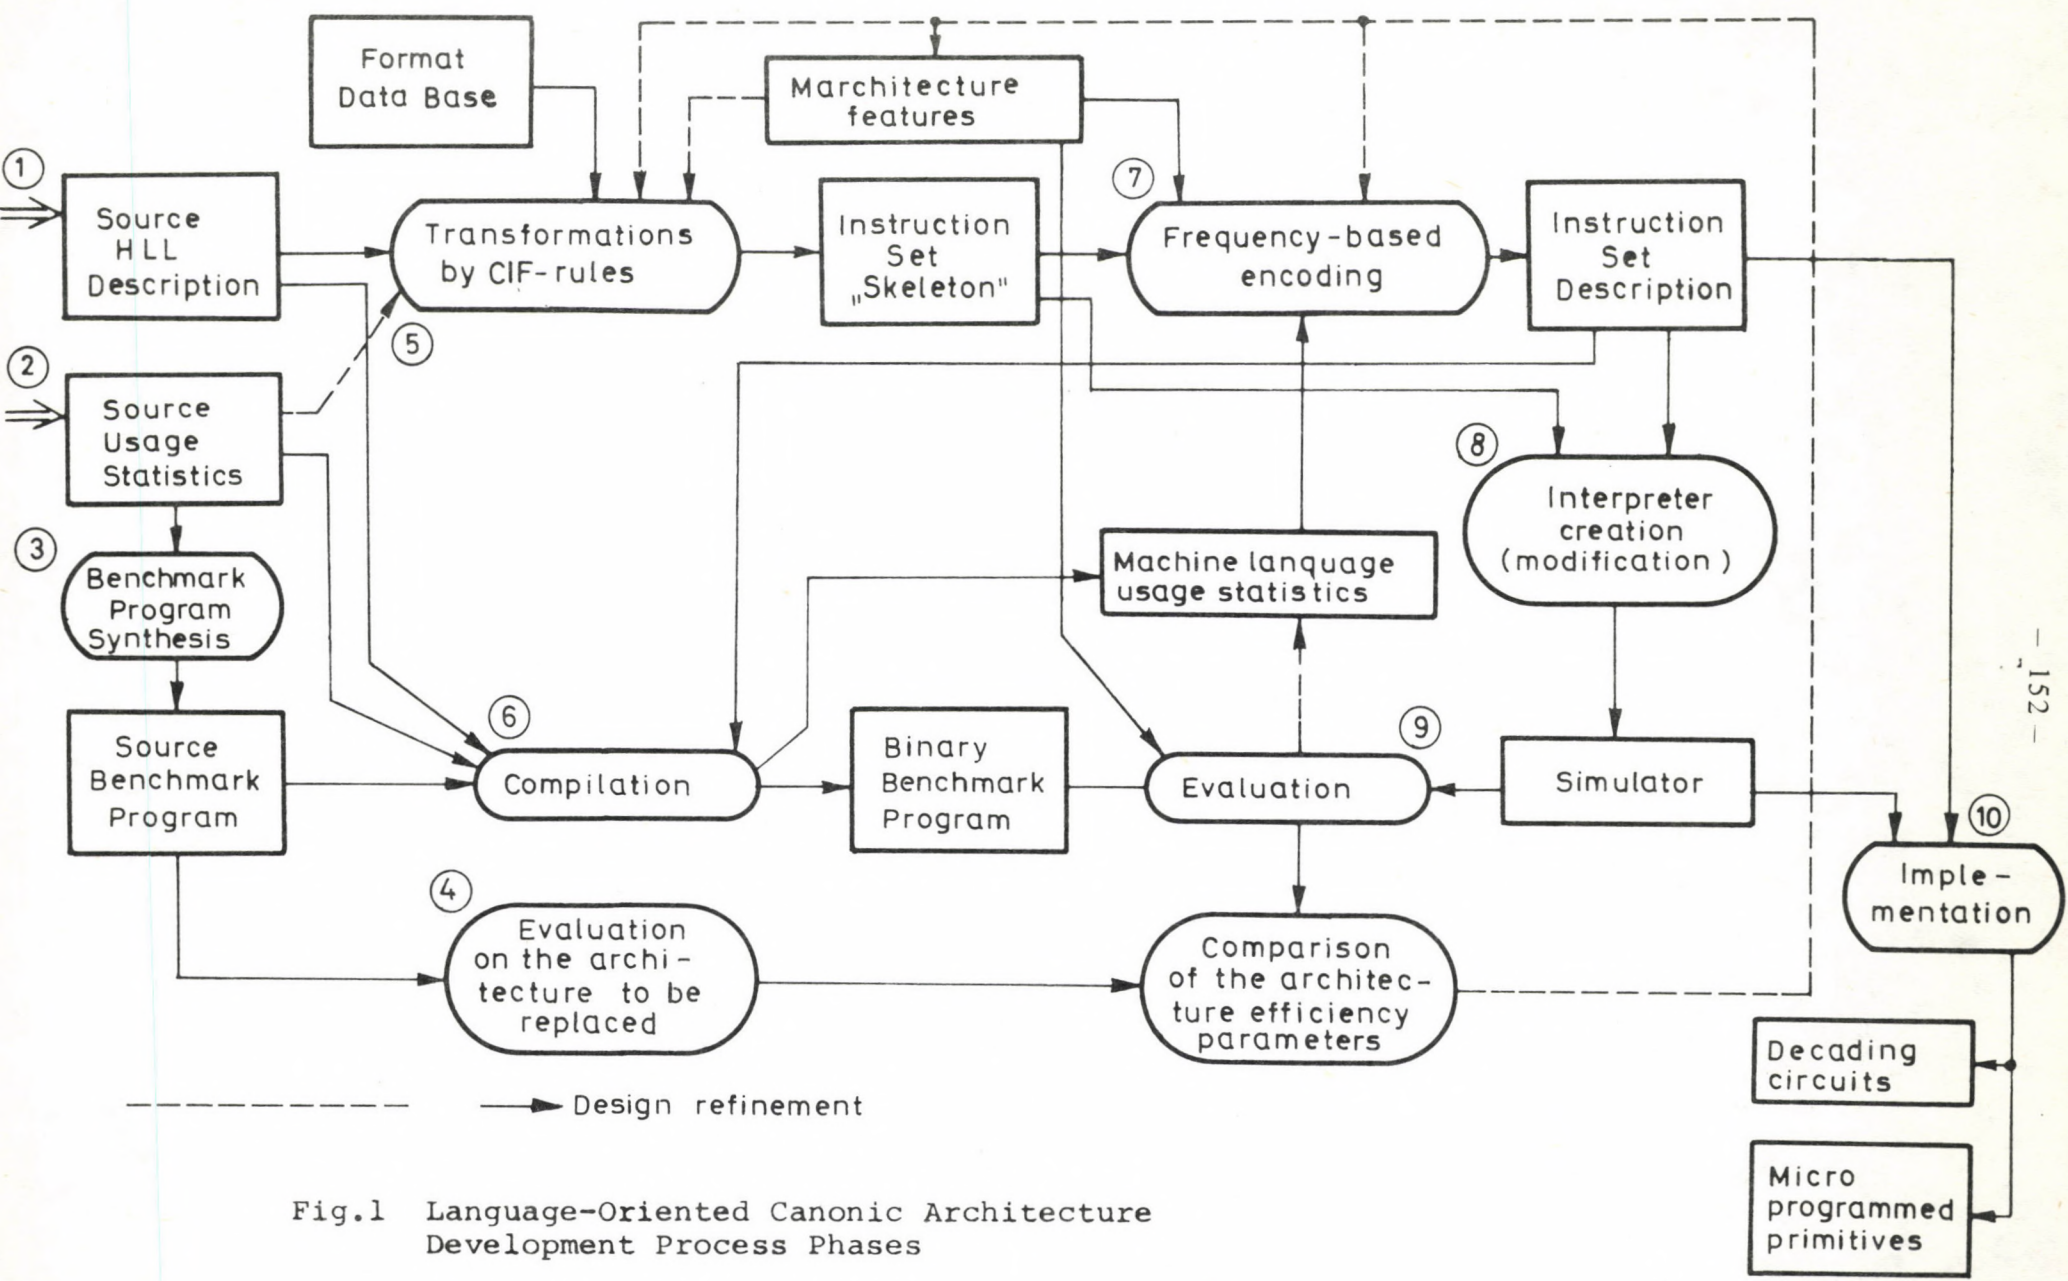 Format
Data Base
Marchitecture
features
1
Source
HLL
Description
Transformations
by CIF-rules
5
Instruction
Set
„Skeleton"
7
Frequency-based
encoding
Instruction
Set
Description
2
Source
Usage
Statistics
8
Interpreter
creation
(modification)
3
Benchmark
Program
Synthesis
Machine lanquage
usage statistics
Source
Benchmark
Program
6
Compilation
Binary
Benchmark
Program
9
Evaluation
Simulator
10
Imple-
mentation
4
Evaluation
on the archi-
tecture to be
replaced
Comparison
of the architec-
ture efficiency
parameters
Decading
circuits
Micro
programmed
primitives
Design refinement
Fig.1 Language-Oriented Canonic Architecture
Development Process Phases
- 152 -